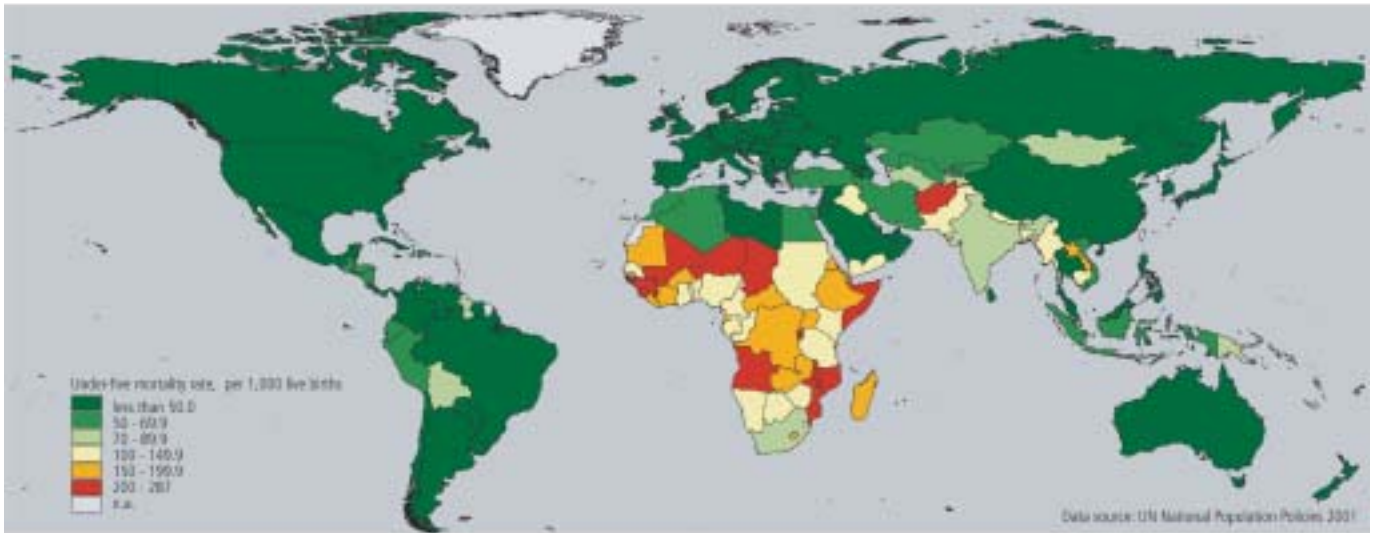 Under-five mortality rate, per 1,000 live births
less than 50.0
50 - 69.9
70 - 89.9
100 - 149.9
150 - 199.9
200 - 287
n.a.
Data source: UN National Population Policies 2001